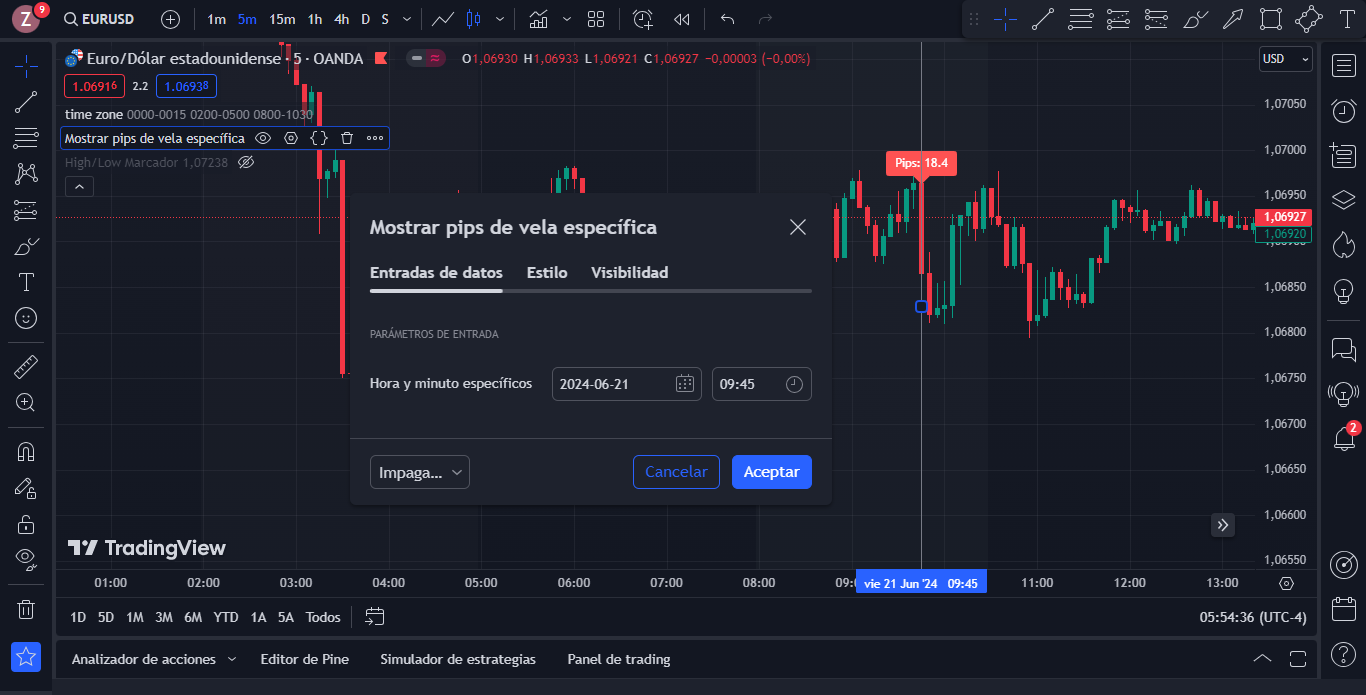 Z 9 EURUSD 1m 5m 15m 1h 4h D S
Euro/Dólar estadounidense · 5 · OANDA O1,06930 H1,06933 L1,06921 C1,06927 −0,00003 (−0,00%) USD
1.06916 2.2 1.06938
time zone 0000-0015 0200-0500 0800-1030
Mostrar pips de vela específica
High/Low Marcador 1,07238
Pips: 18.4
1,07050
1,07000
1,06950
1,06927
1,06920
1,06850
1,06800
1,06750
1,06700
1,06650
1,06600
1,06550
Mostrar pips de vela específica
Entradas de datos Estilo Visibilidad
PARÁMETROS DE ENTRADA
Hora y minuto específicos 2024-06-21 09:45
Impaga... Cancelar Aceptar
2
TradingView
01:00 02:00 03:00 04:00 05:00 06:00 07:00 08:00 vie 21 Jun '24 09:45 11:00 12:00 13:00
1D 5D 1M 3M 6M YTD 1A 5A Todos 05:54:36 (UTC-4)
Analizador de acciones Editor de Pine Simulador de estrategias Panel de trading